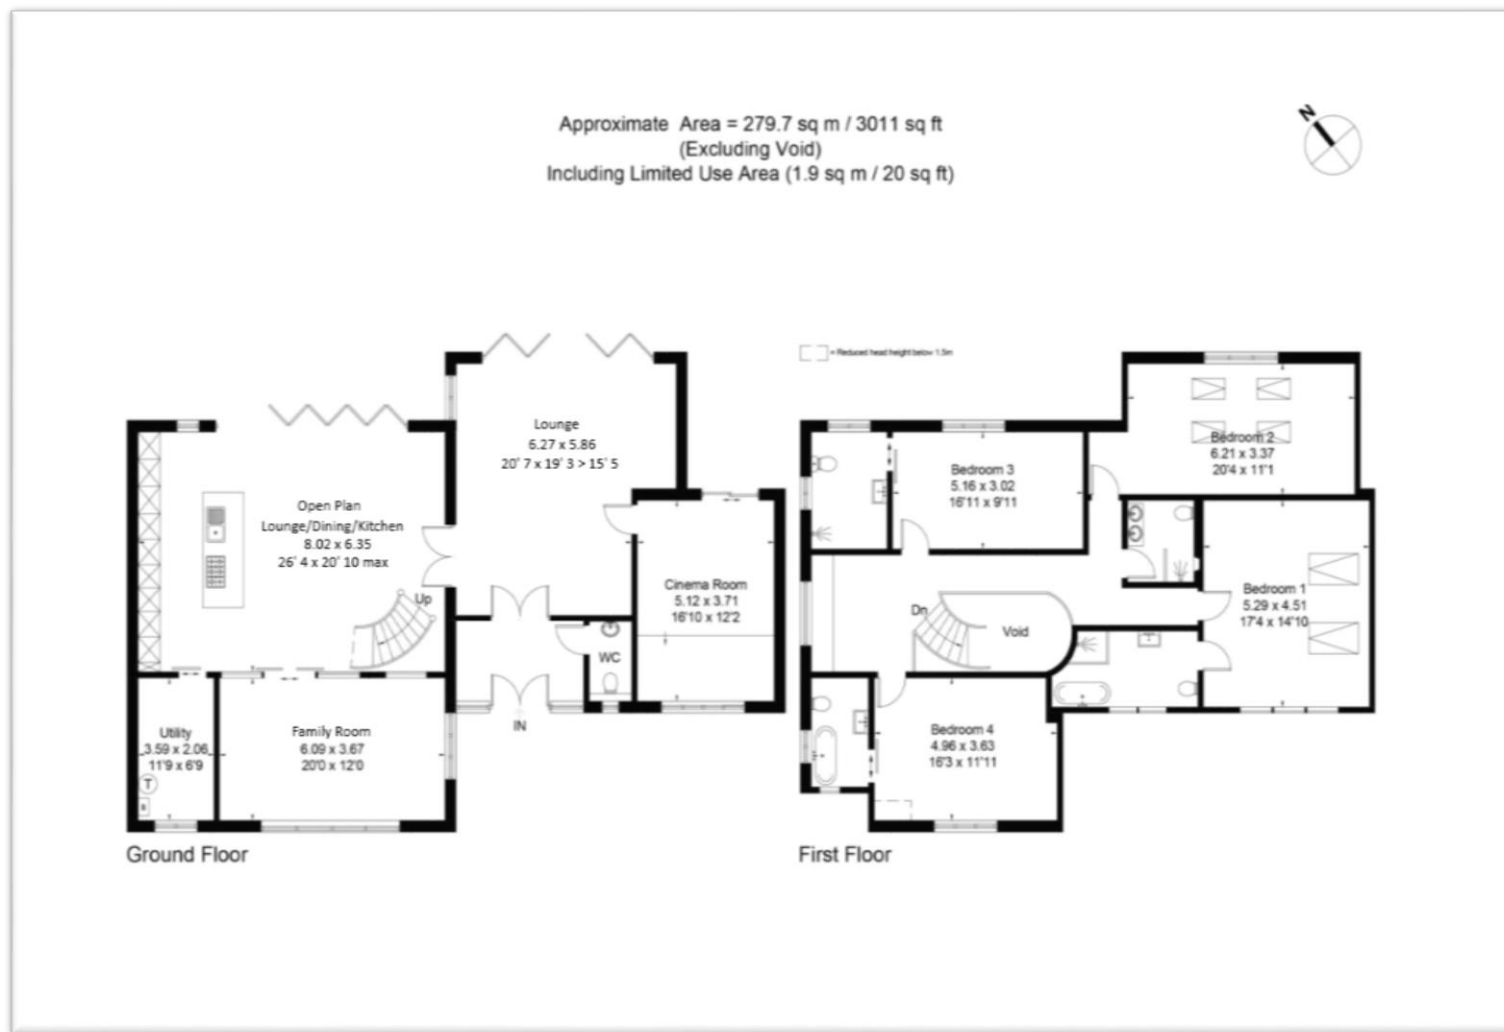 Approximate Area = 279.7 sq m / 3011 sq ft
(Excluding Void)
Including Limited Use Area (1.9 sq m / 20 sq ft)
N
= Reduced head height below 1.5m
Lounge
6.27 x 5.86
20' 7 x 19' 3 > 15' 5
Open Plan
Lounge/Dining/Kitchen
8.02 x 6.35
26' 4 x 20' 10 max
Up
Cinema Room
5.12 x 3.71
16'10 x 12'2
WC
IN
Utility
3.59 x 2.06
11'9 x 6'9
T
Family Room
6.09 x 3.67
20'0 x 12'0
Ground Floor
Bedroom 2
6.21 x 3.37
20'4 x 11'1
Bedroom 3
5.16 x 3.02
16'11 x 9'11
Bedroom 1
5.29 x 4.51
17'4 x 14'10
Dn
Void
Bedroom 4
4.96 x 3.63
16'3 x 11'11
First Floor